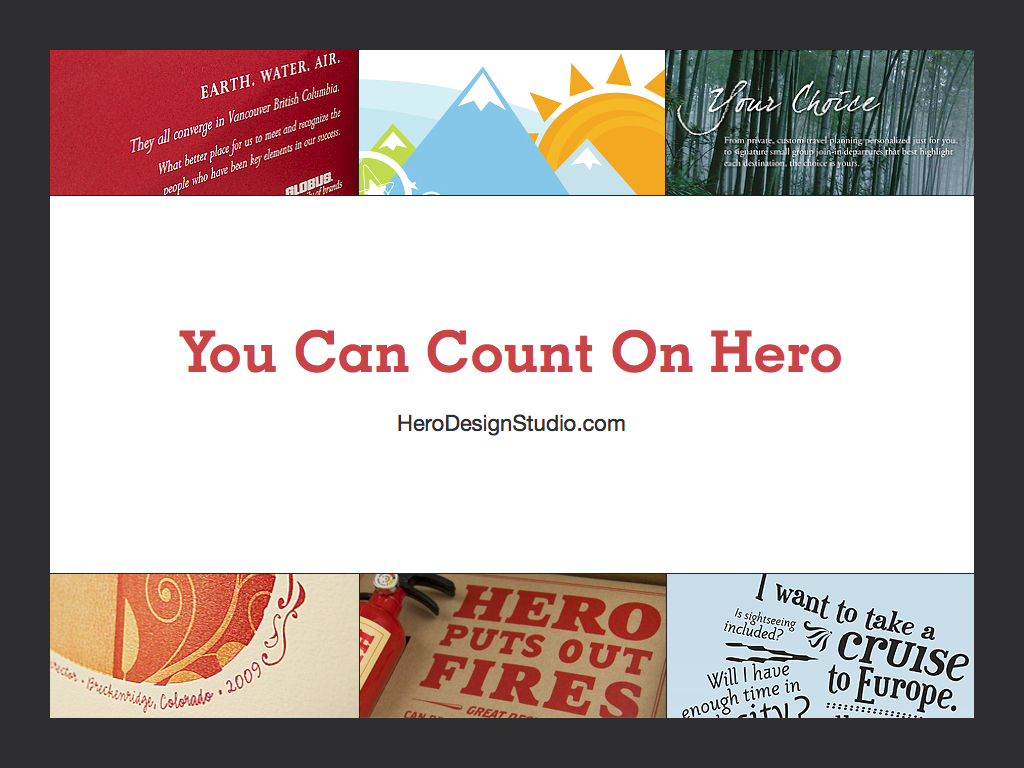 EARTH. WATER. AIR.
They all converge in Vancouver British Columbia.
What better place for us to meet and recognize the
people who have been key elements in our success.
GLOBUS.
of brands
Your Choice
From private, custom travel planning personalized just for you,
to signature small group join-in departures that best highlight
each destination, the choice is yours.
You Can Count On Hero
HeroDesignStudio.com
Breckenridge, Colorado • 2009
HERO
PUTS OUT
FIRES
GREAT
I want to take a
cruise
to Europe.
Is sightseeing
included?
Will I have
enough time in